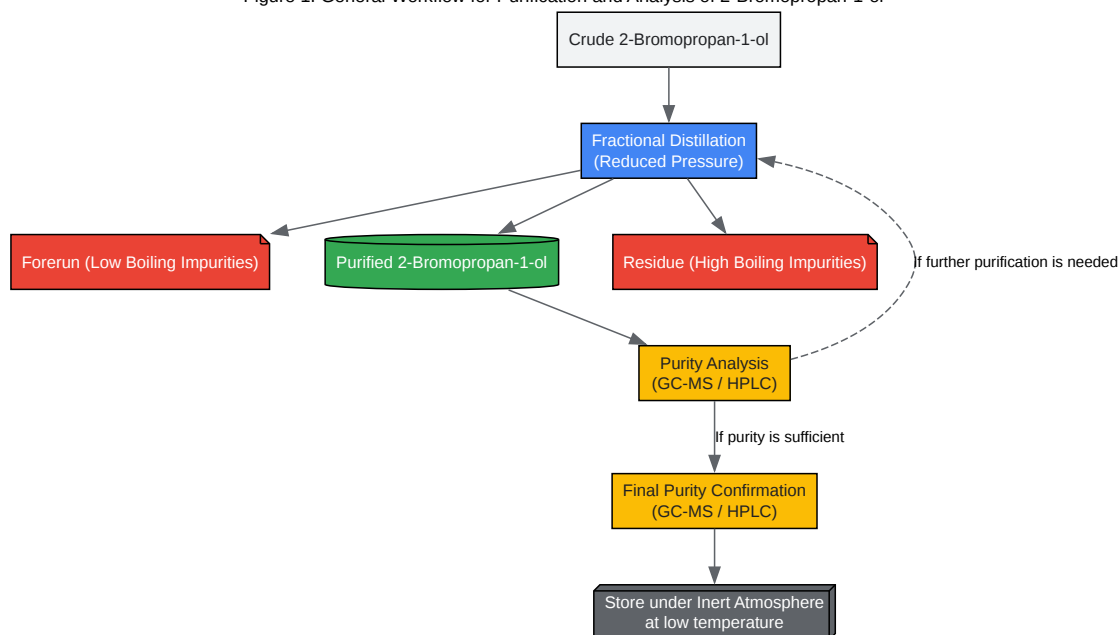 Figure 1: General Workflow for Purification and Analysis of 2-Bromopropan-1-ol
Crude 2-Bromopropan-1-ol
Fractional Distillation
(Reduced Pressure)
Forerun (Low Boiling Impurities)
Purified 2-Bromopropan-1-ol
Residue (High Boiling Impurities)
If further purification is needed
Purity Analysis
(GC-MS / HPLC)
If purity is sufficient
Final Purity Confirmation
(GC-MS / HPLC)
Store under Inert Atmosphere
at low temperature